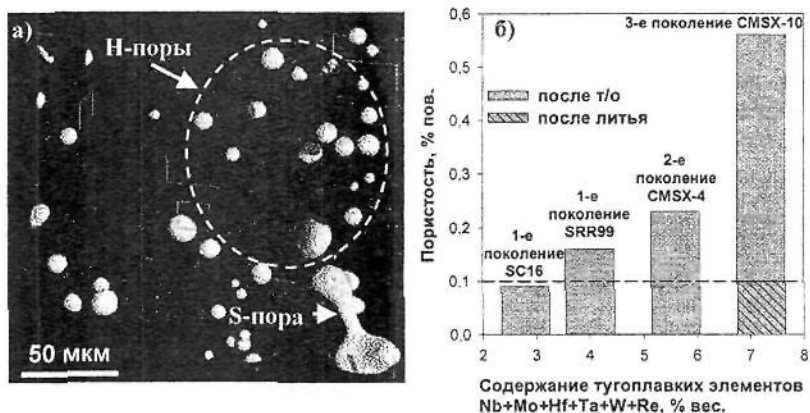 а)
Н-поры
S-пора
50 мкм
б)
Пористость, % пов.
0,6
0,5
0,4
0,3
0,2
0,1
0,0
3-е поколение CMSX-10
после т/о
после литья
2-е
поколение
CMSX-4
1-е
поколение
SRR99
1-е
поколение
SC16
2 3 4 5 6 7 8
Содержание тугоплавких элементов
Nb+Mo+Hf+Ta+W+Re, % вес.